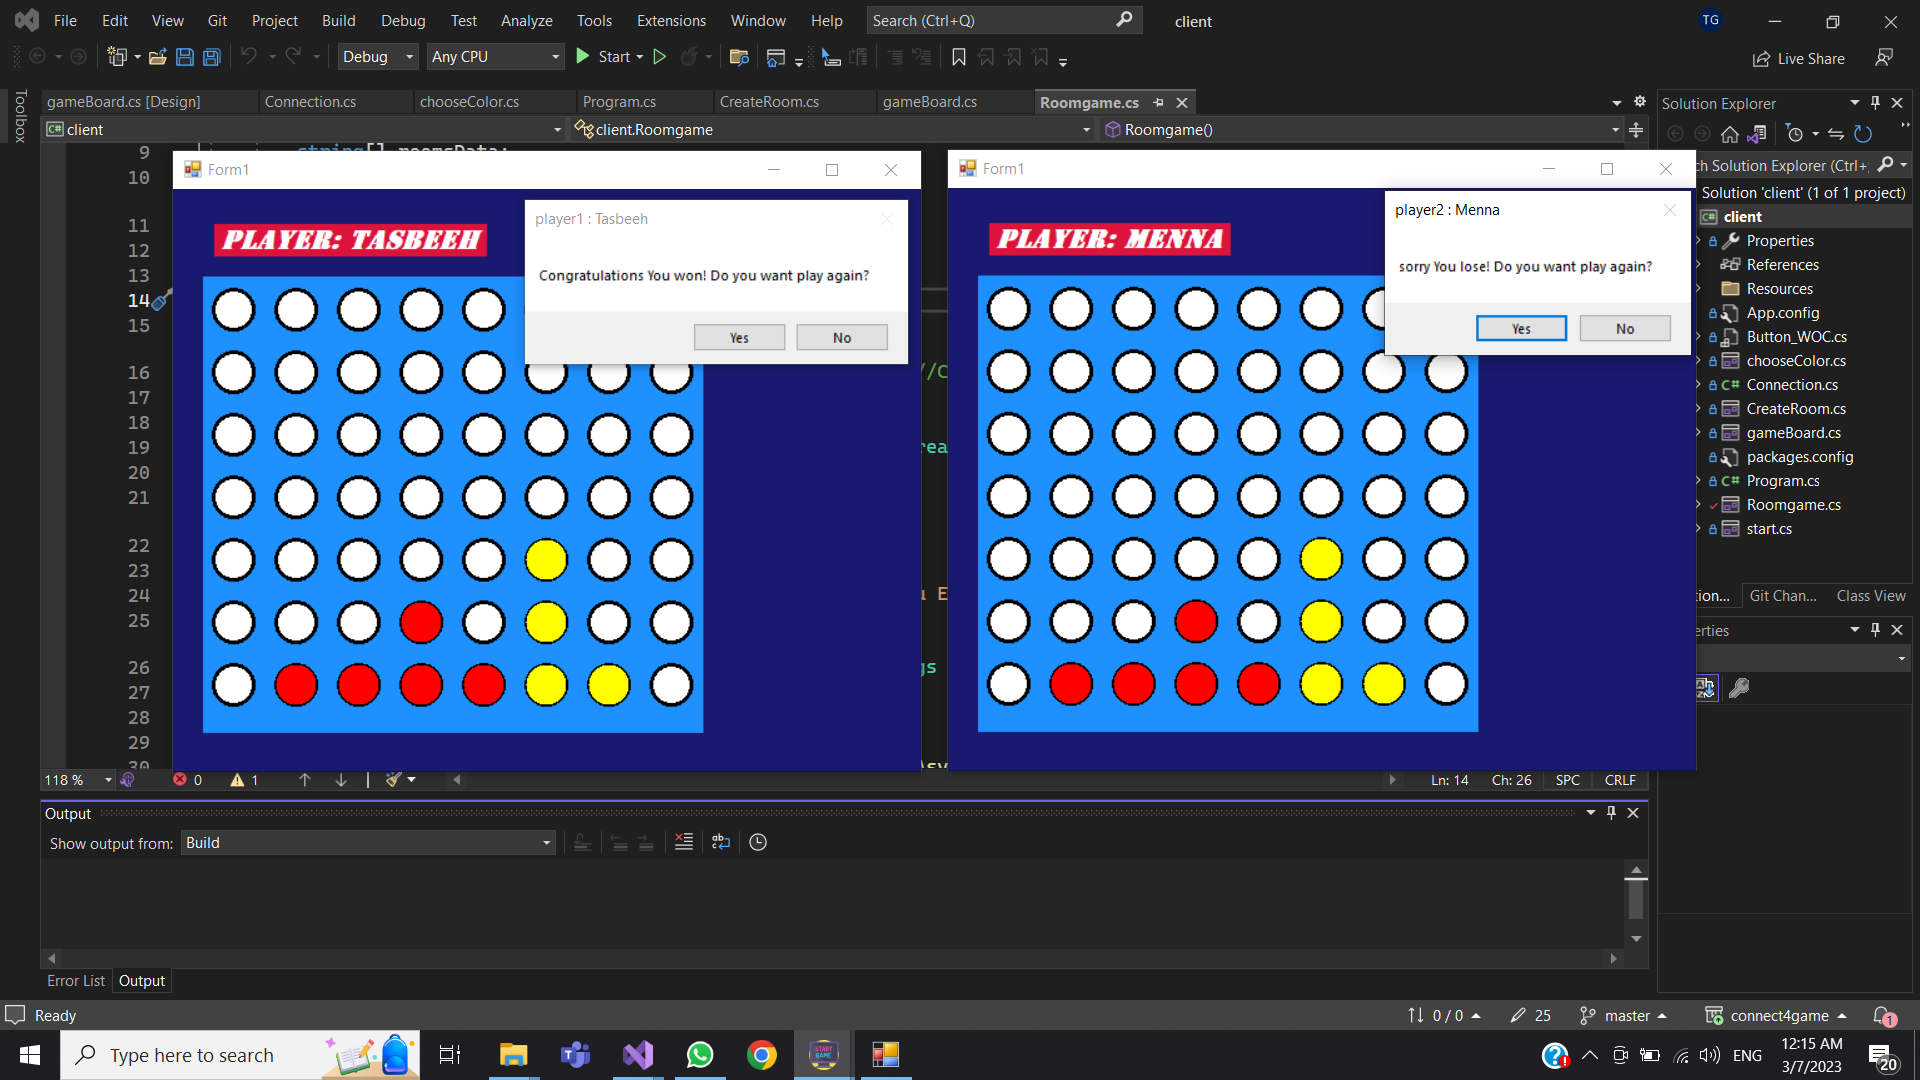 File Edit View Git Project Build Debug Test Analyze Tools Extensions Window Help Search (Ctrl+Q) client TG
Debug Any CPU Start Live Share
Toolbox
gameBoard.cs [Design] Connection.cs chooseColor.cs Program.cs CreateRoom.cs gameBoard.cs Roomgame.cs
client client.Roomgame Roomgame()
9
10
11
12
13
14
15
16
17
18
19
20
21
22
23
24
25
26
27
28
29
30
Form1
PLAYER: TASBEEH
player1 : Tasbeeh
Congratulations You won! Do you want play again?
Yes No
Form1
PLAYER: MENNA
player2 : Menna
sorry You lose! Do you want play again?
Yes No
Solution Explorer
ch Solution Explorer (Ctrl+;
Solution 'client' (1 of 1 project)
client
Properties
References
Resources
App.config
Button_WOC.cs
chooseColor.cs
Connection.cs
CreateRoom.cs
gameBoard.cs
packages.config
Program.cs
Roomgame.cs
start.cs
ion... Git Chan... Class View
erties
118 % 0 1 Ln: 14 Ch: 26 SPC CRLF
Output
Show output from: Build
Error List Output
Ready 0 / 0 25 master connect4game 1
Type here to search START GAME ENG 12:15 AM
3/7/2023 20